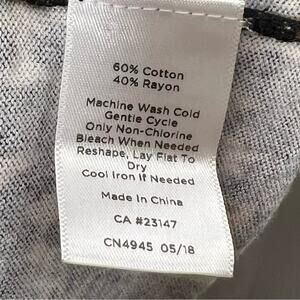 60% Cotton
40% Rayon
Machine Wash Cold
Gentle Cycle
Only Non-Chlorine
Bleach When Needed
Reshape, Lay Flat To
Dry
Cool Iron If Needed
Made In China
CA #23147
CN4945 05/18